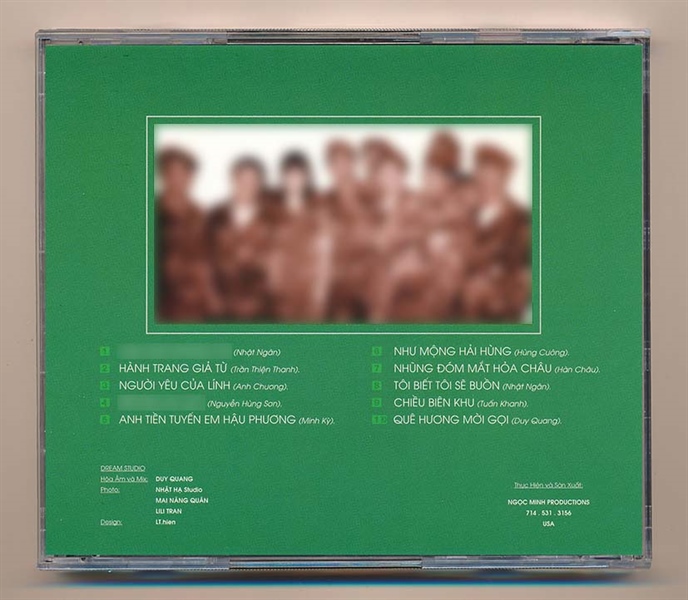 1 (Nhật Ngân)
2 HÀNH TRANG GIÃ TỪ (Trần Thiện Thanh).
3 NGƯỜI YÊU CỦA LÍNH (Anh Chương).
4 (Nguyễn Hùng Sơn).
5 ANH TIỀN TUYẾN EM HẬU PHƯƠNG (Minh Kỳ).
6 NHƯ MỘNG HẢI HÙNG (Hùng Cường).
7 NHỮNG ĐÓM MẮT HỎA CHÂU (Hàn Châu).
8 TÔI BIẾT TÔI SẼ BUỒN (Nhật Ngân).
9 CHIỀU BIÊN KHU (Tuấn Khanh).
10 QUÊ HƯƠNG MỜI GỌI (Duy Quang).
DREAM STUDIO
Hòa Âm và Mix: DUY QUANG
Photo: NHẬT HẠ Studio
MAI NĂNG QUÂN
LILI TRAN
Design: LT.hien
Thực Hiện và Sản Xuất:
NGỌC MINH PRODUCTIONS
714 . 531 . 3156
USA